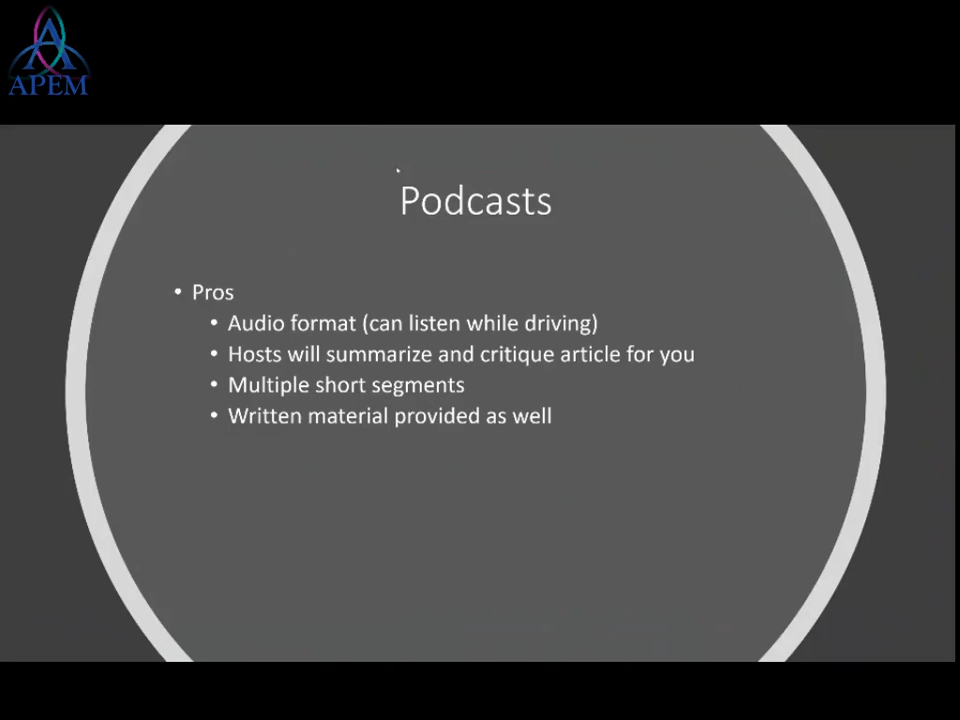 APEM
Podcasts
• Pros
• Audio format (can listen while driving)
• Hosts will summarize and critique article for you
• Multiple short segments
• Written material provided as well